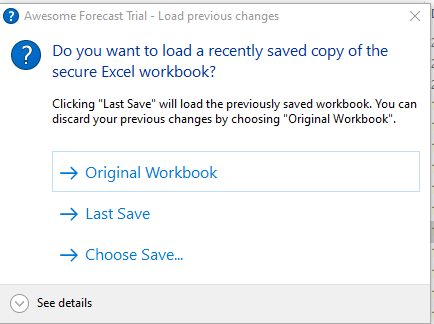 Awesome Forecast Trial - Load previous changes
Do you want to load a recently saved copy of the
secure Excel workbook?
Clicking "Last Save" will load the previously saved workbook. You can
discard your previous changes by choosing "Original Workbook".
Original Workbook
Last Save
Choose Save...
See details